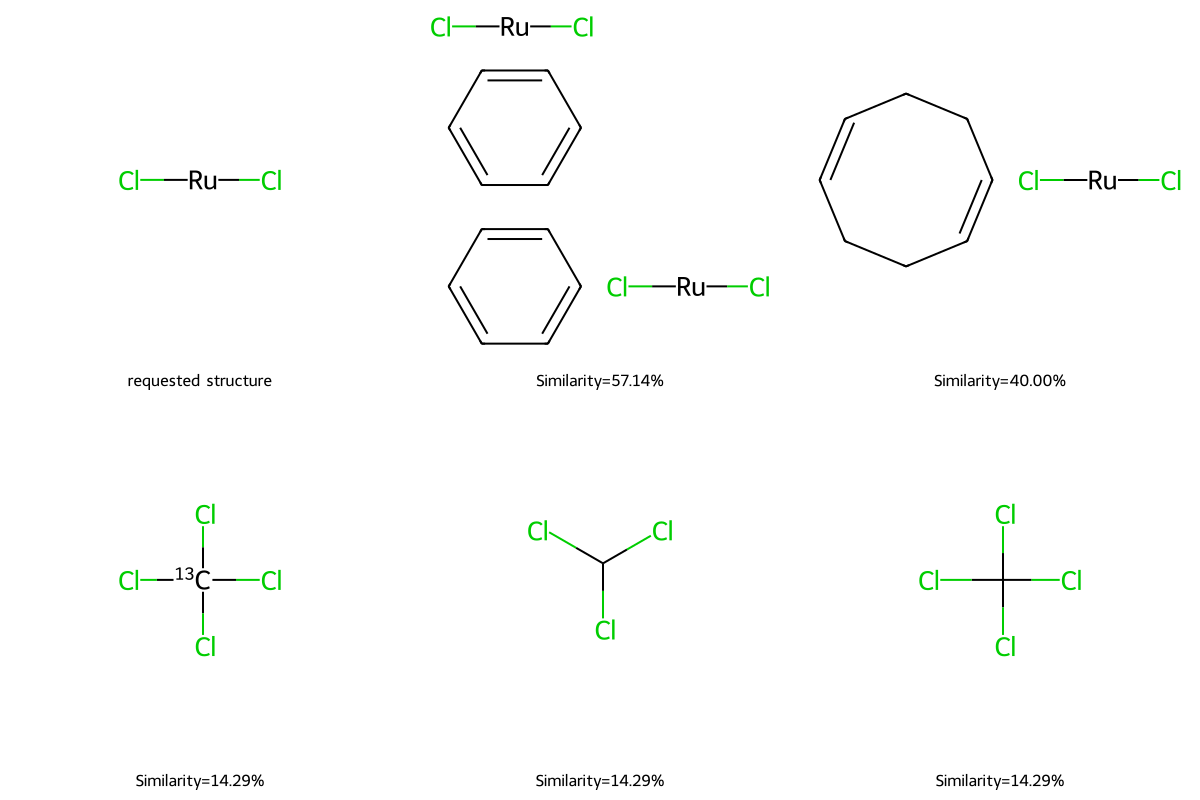 Cl Ru Cl
Cl Ru Cl
Cl Ru Cl
Cl Ru Cl
requested structure
Similarity=57.14%
Similarity=40.00%
Cl
Cl 13C Cl
Cl
Cl Cl
Cl
Cl
Cl Cl
Cl
Similarity=14.29%
Similarity=14.29%
Similarity=14.29%